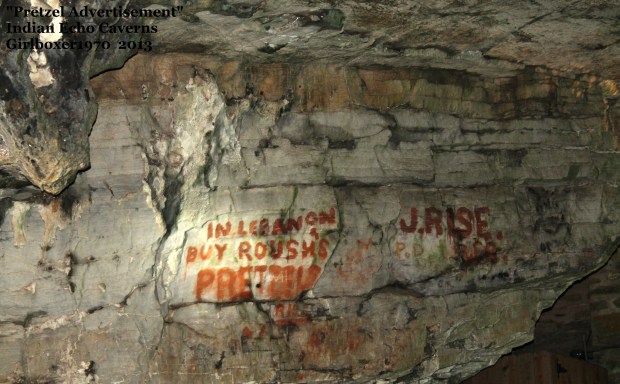 "Pretzel Advertisement"
Indian Echo Caverns
Girlboxer1970 2013
IN LEBANON
BUY ROUSH'S
PRETZELS
J. RISE.
P.D.